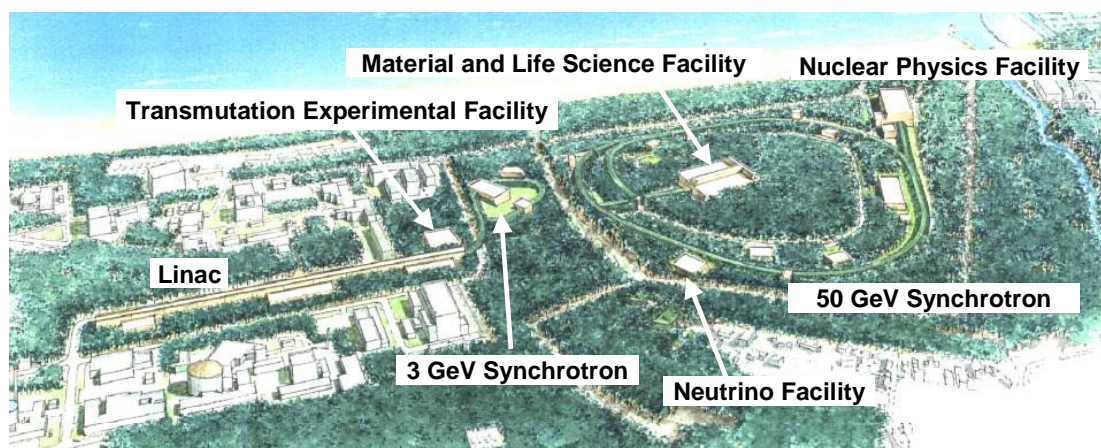 Material and Life Science Facility
Nuclear Physics Facility
Transmutation Experimental Facility
Linac
50 GeV Synchrotron
3 GeV Synchrotron
Neutrino Facility